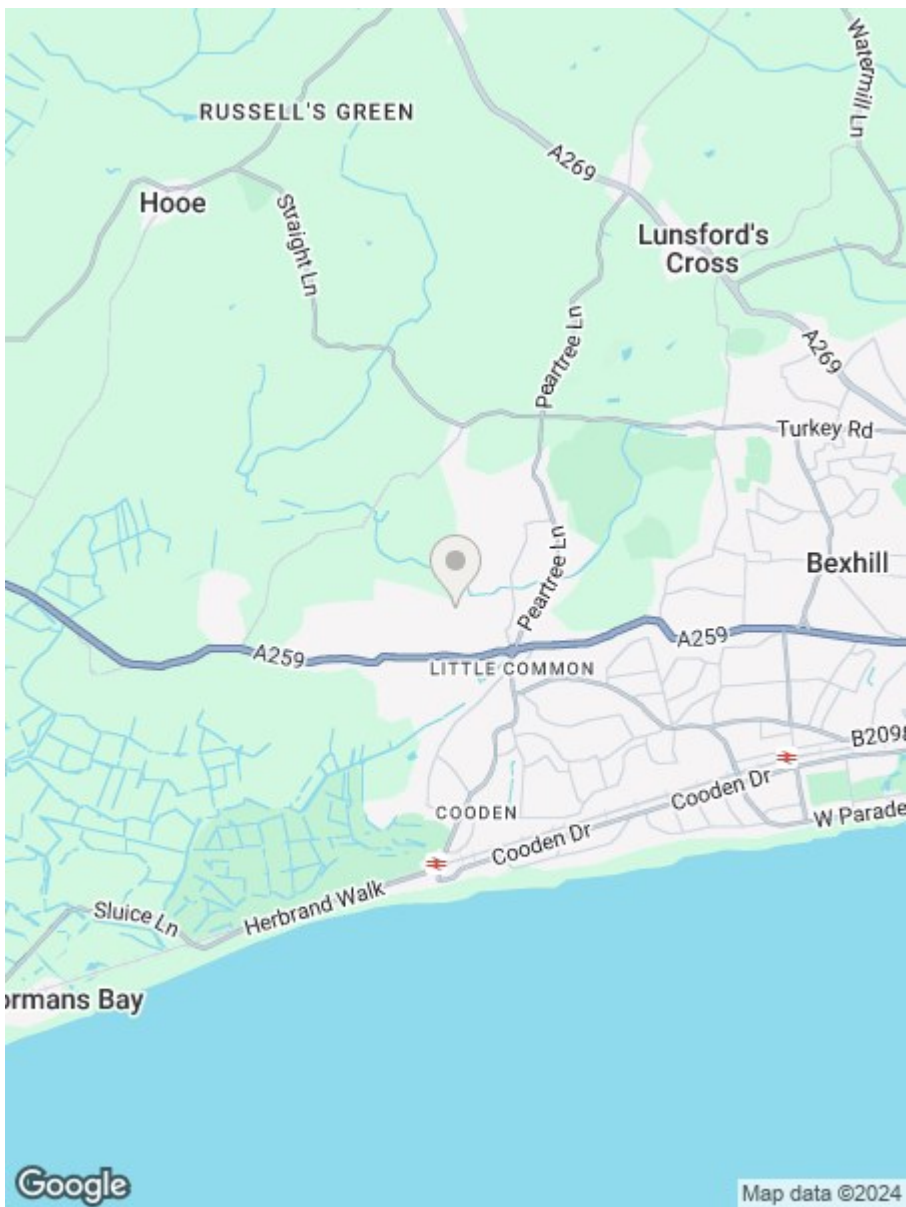 Watermill Ln
RUSSELL'S GREEN
A269
Hooe
Straight Ln
Lunsford's
Cross
Peartree Ln
A269
Turkey Rd
Peartree Ln
Bexhill
A259
A259
LITTLE COMMON
B2098
Cooden Dr
COODEN
W Parade
Cooden Dr
Herbrand Walk
Sluice Ln
ormans Bay
Google
Map data ©2024